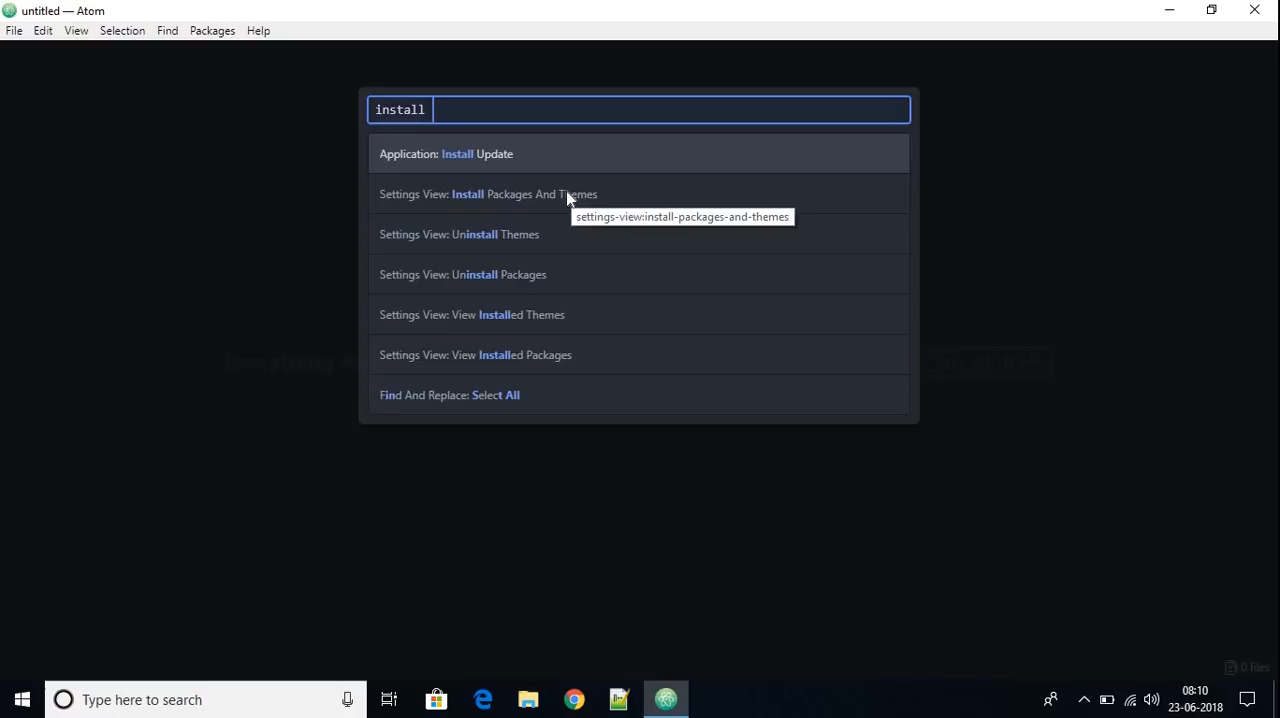 untitled — Atom
File Edit View Selection Find Packages Help
install
Application: Install Update
Settings View: Install Packages And Themes
settings-view:install-packages-and-themes
Settings View: Uninstall Themes
Settings View: Uninstall Packages
Settings View: View Installed Themes
Settings View: View Installed Packages
Find And Replace: Select All
0 files
Type here to search
08:10
23-06-2018